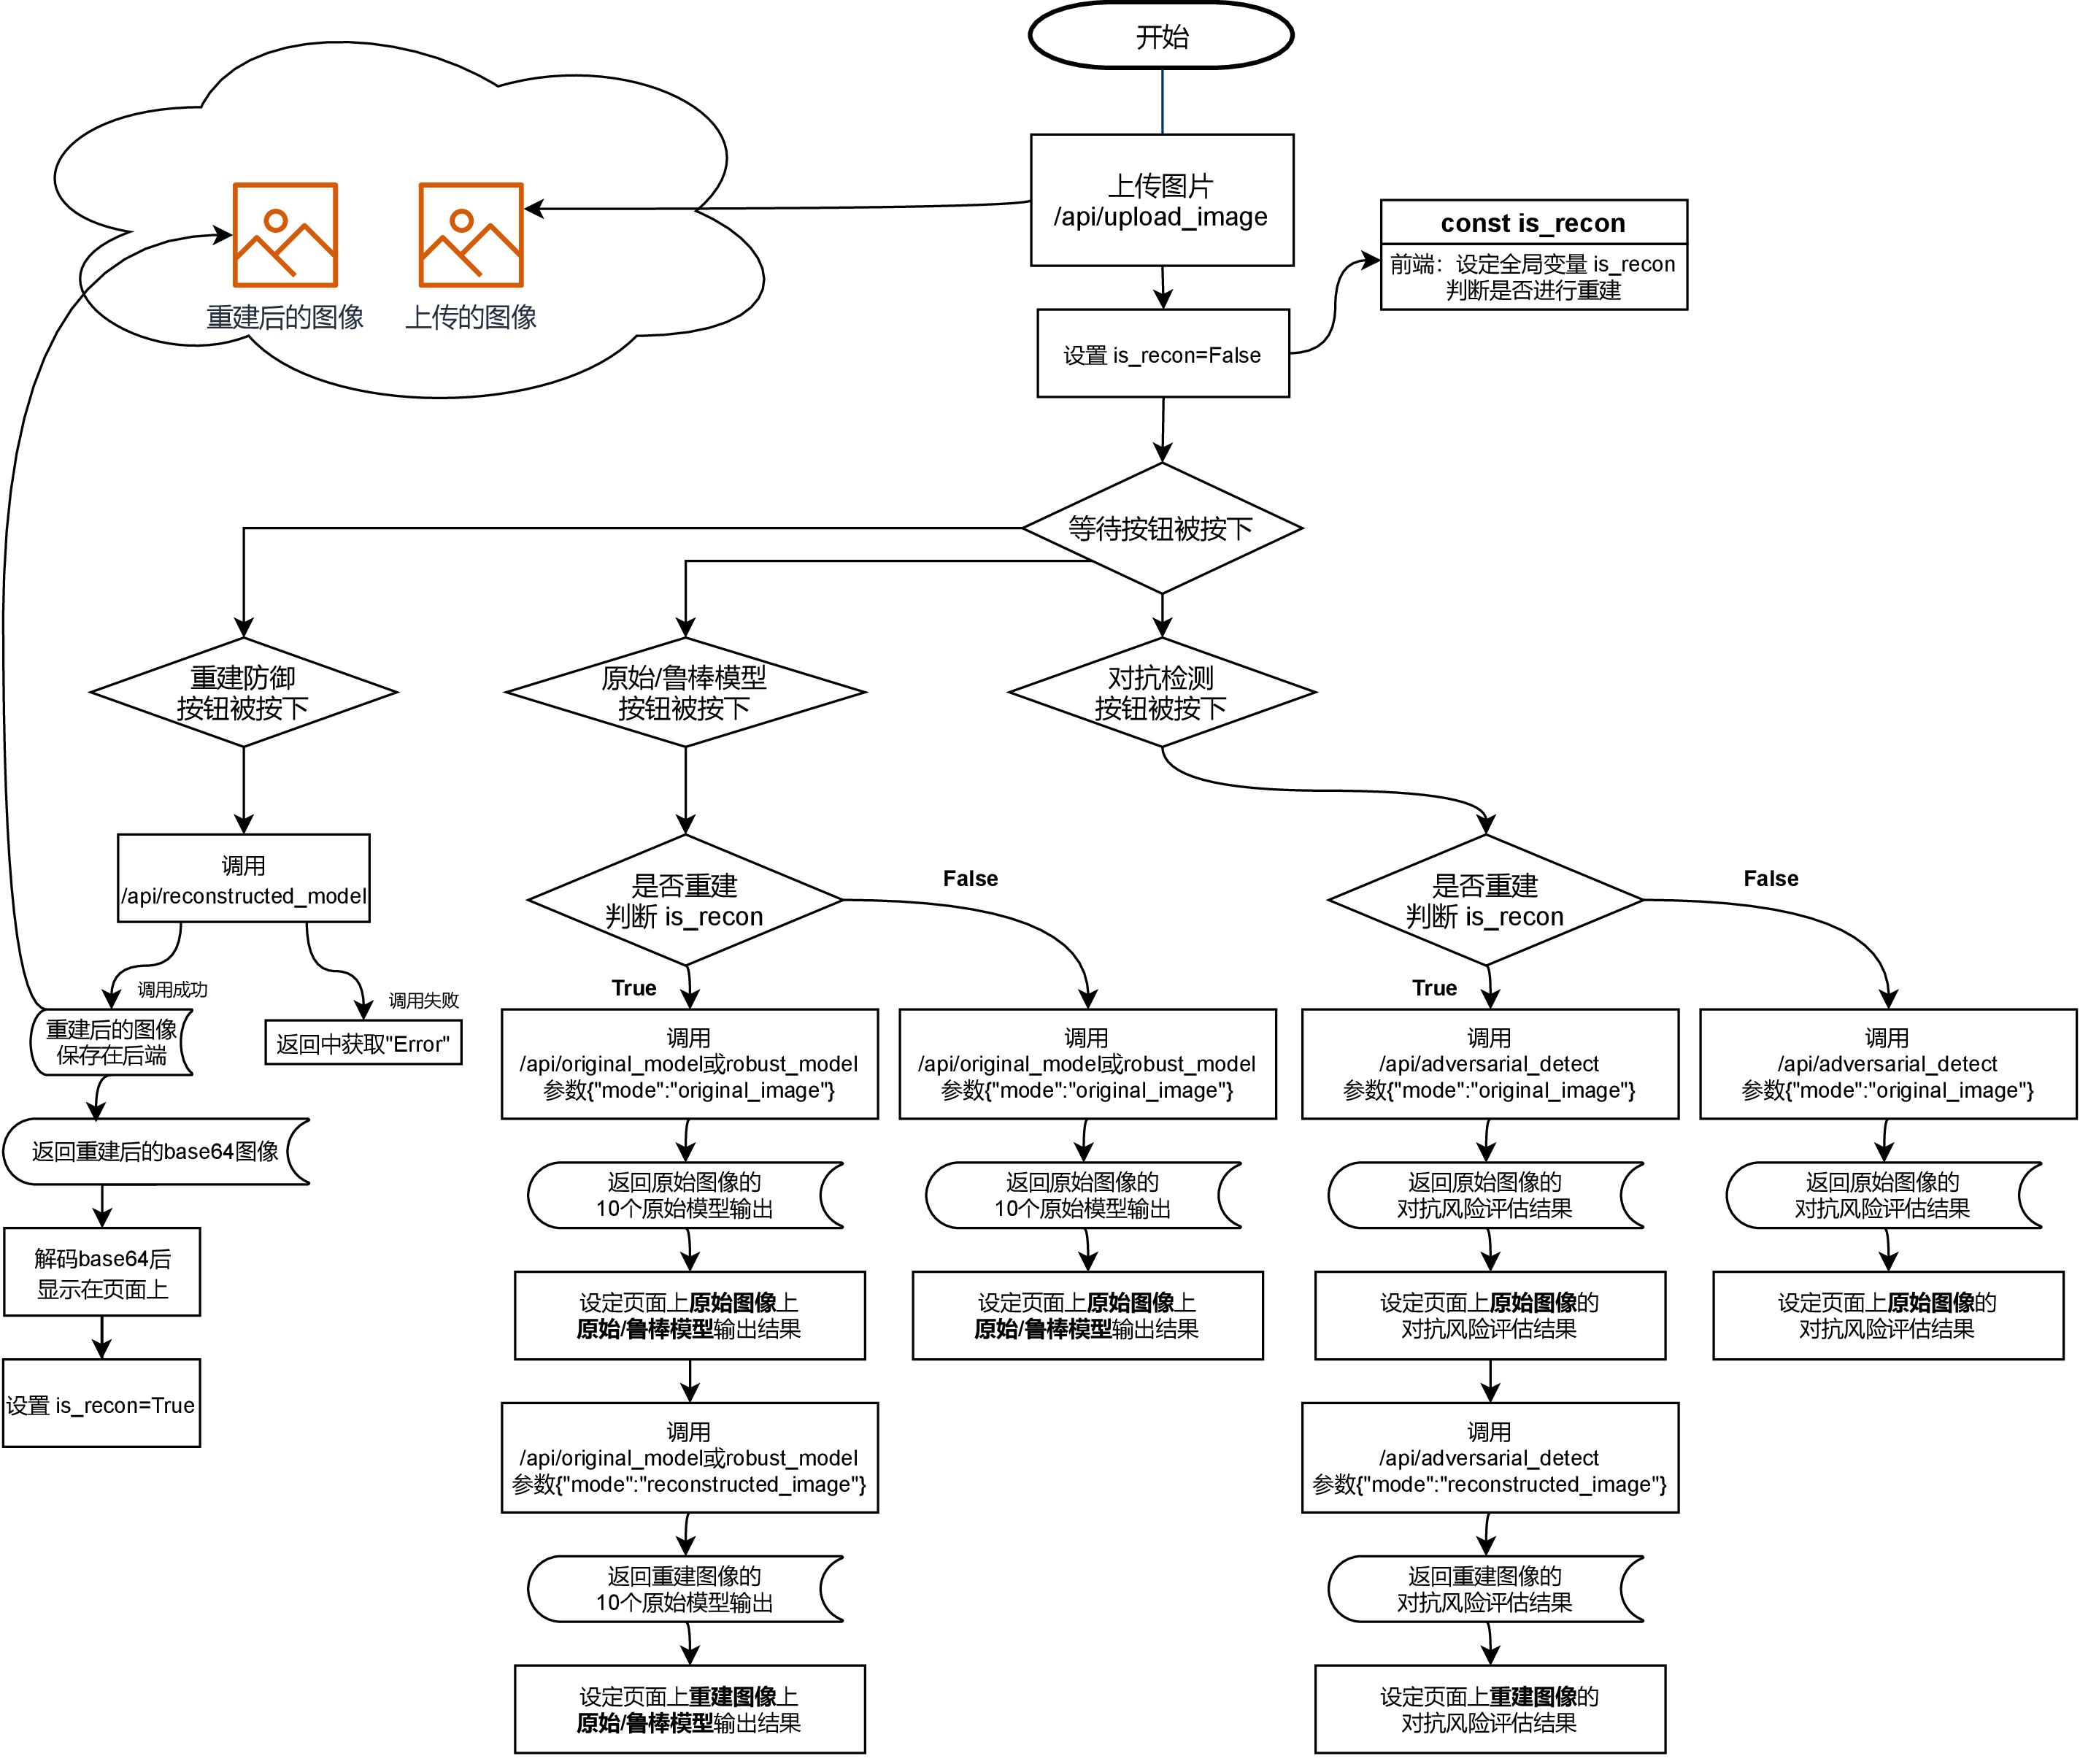 开始
上传图片
/api/upload_image
重建后的图像
上传的图像
const is_recon
前端：设定全局变量 is_recon
判断是否进行重建
设置 is_recon=False
等待按钮被按下
重建防御
按钮被按下
原始/鲁棒模型
按钮被按下
对抗检测
按钮被按下
调用
/api/reconstructed_model
调用成功
调用失败
重建后的图像
保存在后端
返回中获取"Error"
返回重建后的base64图像
解码base64后
显示在页面上
设置 is_recon=True
是否重建
判断 is_recon
False
True
调用
/api/original_model或robust_model
参数{"mode":"original_image"}
返回原始图像的
10个原始模型输出
设定页面上原始图像上
原始/鲁棒模型输出结果
调用
/api/original_model或robust_model
参数{"mode":"reconstructed_image"}
返回重建图像的
10个原始模型输出
设定页面上重建图像上
原始/鲁棒模型输出结果
调用
/api/original_model或robust_model
参数{"mode":"original_image"}
返回原始图像的
10个原始模型输出
设定页面上原始图像上
原始/鲁棒模型输出结果
是否重建
判断 is_recon
False
True
调用
/api/adversarial_detect
参数{"mode":"original_image"}
返回原始图像的
对抗风险评估结果
设定页面上原始图像的
对抗风险评估结果
调用
/api/adversarial_detect
参数{"mode":"reconstructed_image"}
返回重建图像的
对抗风险评估结果
设定页面上重建图像的
对抗风险评估结果
调用
/api/adversarial_detect
参数{"mode":"original_image"}
返回原始图像的
对抗风险评估结果
设定页面上原始图像的
对抗风险评估结果